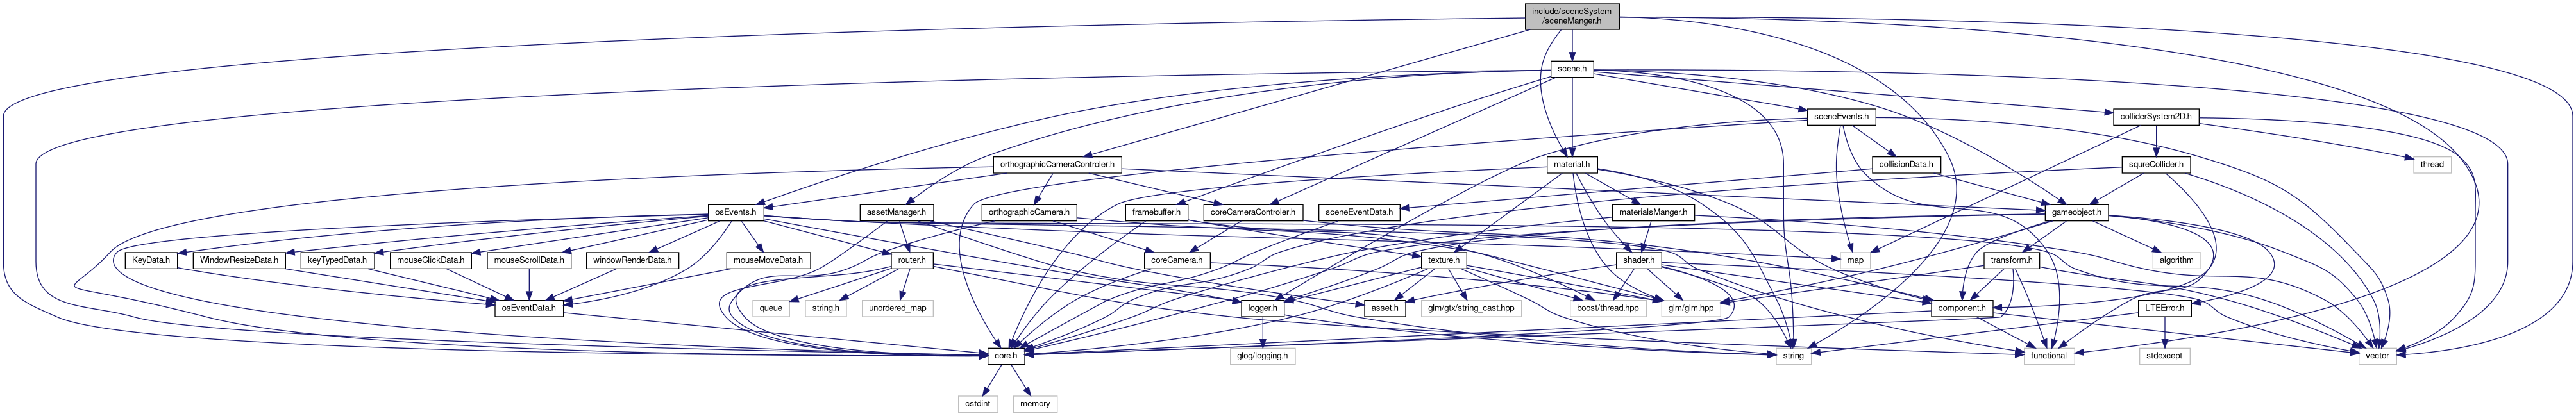 include/sceneSystem
/sceneManger.h
scene.h
sceneEvents.h
colliderSystem2D.h
orthographicCameraControler.h
material.h
collisionData.h
squreCollider.h
thread
osEvents.h
assetManager.h
orthographicCamera.h
framebuffer.h
coreCameraControler.h
sceneEventData.h
materialsManger.h
gameobject.h
KeyData.h
WindowResizeData.h
keyTypedData.h
mouseClickData.h
mouseScrollData.h
windowRenderData.h
mouseMoveData.h
router.h
coreCamera.h
texture.h
shader.h
map
transform.h
algorithm
osEventData.h
queue
string.h
unordered_map
logger.h
asset.h
glm/gtx/string_cast.hpp
boost/thread.hpp
glm/glm.hpp
component.h
LTEError.h
core.h
glog/logging.h
string
functional
stdexcept
vector
cstdint
memory